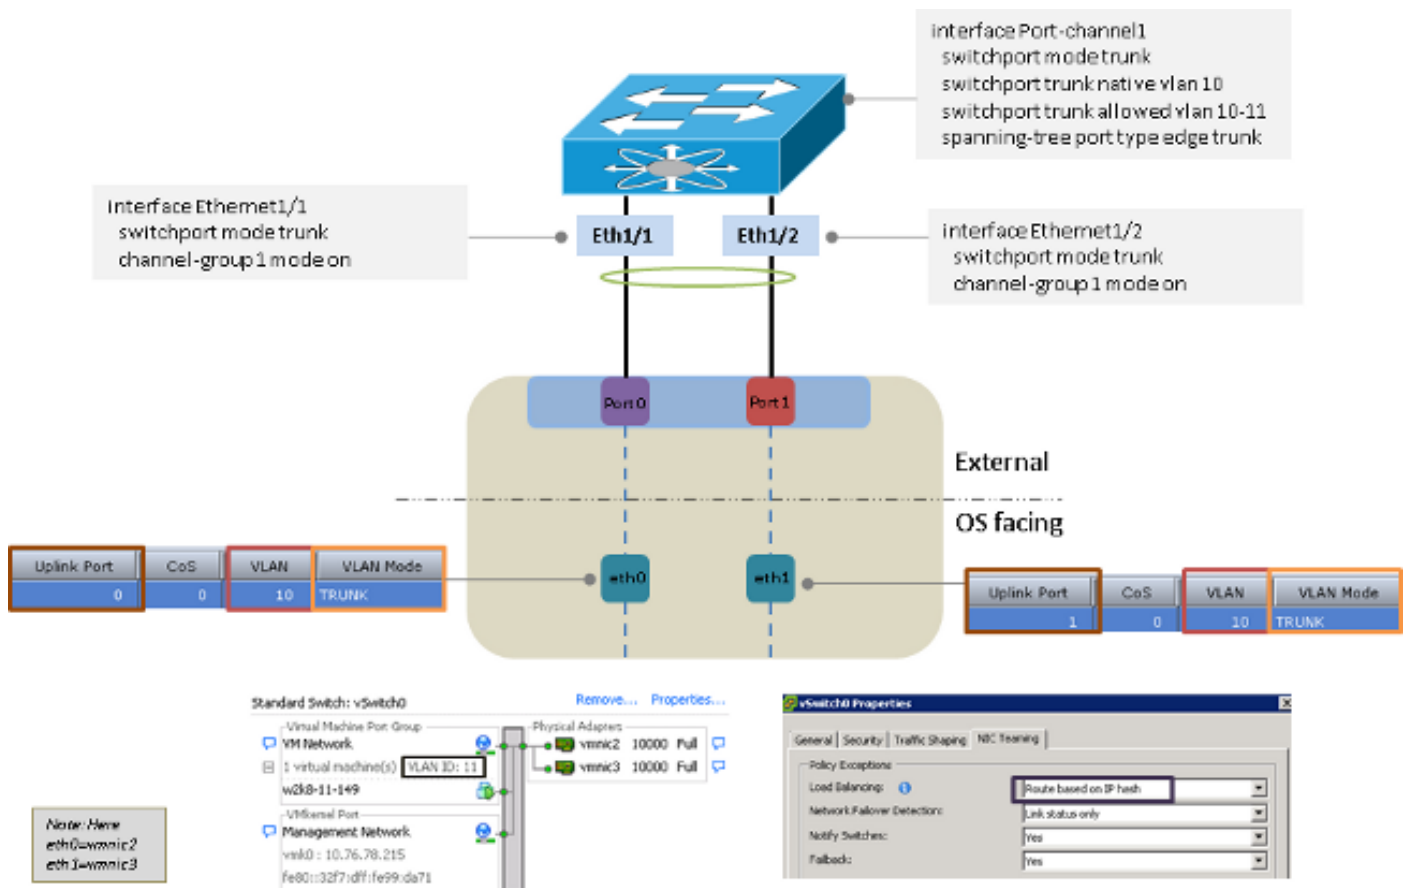 interface Port-channel1
switchport mode trunk
switchport trunk native vlan 10
switchport trunk allowed vlan 10-11
spanning-tree port type edge trunk
interface Ethernet1/1
switchport mode trunk
channel-group 1 mode on
Eth1/1
Eth1/2
interface Ethernet1/2
switchport mode trunk
channel-group 1 mode on
Port 0
Port 1
External
OS facing
eth0
eth1
Uplink Port CoS VLAN VLAN Mode
0 0 10 TRUNK
Uplink Port CoS VLAN VLAN Mode
1 0 10 TRUNK
Standard Switch: vSwitch0 Remove... Properties...
Virtual Machine Port Group
VM Network
1 virtual machine(s) VLAN ID: 11
w2k8-11-149
VMkernel Port
Management Network
vmk0 : 10.76.78.215
fe80::32f7:dff:fe99:da71
Physical Adapters
vmnic2 10000 Full
vmnic3 10000 Full
vSwitch0 Properties
General Security Traffic Shaping NIC Teaming
Policy Exceptions
Load Balancing: Route based on IP hash
Network Failover Detection: Link status only
Notify Switches: Yes
Failback: Yes
Note: Here
eth0=vmnic2
eth1=vmnic3